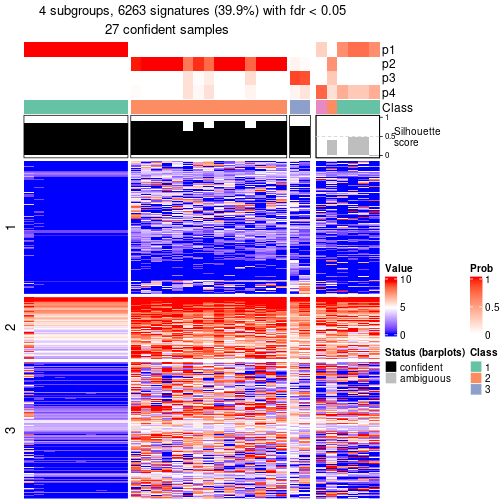 4 subgroups, 6263 signatures (39.9%) with fdr < 0.05
27 confident samples
p1
p2
p3
p4
Class
1
0.5
0
Silhouette
score
1
2
3
Value
10
5
0
Prob
1
0.5
0
Status (barplots)
confident
ambiguous
Class
1
2
3